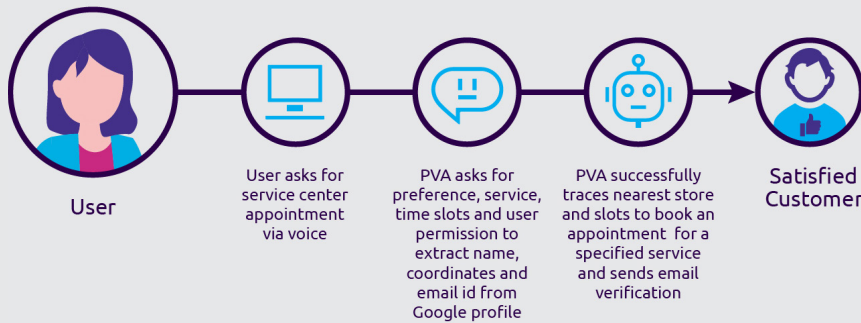 User
User asks for
service center
appointment
via voice
PVA asks for
preference, service,
time slots and user
permission to
extract name,
coordinates and
email id from
Google profile
PVA successfully
traces nearest store
and slots to book an
appointment for a
specified service
and sends email
verification
Satisfied
Customer